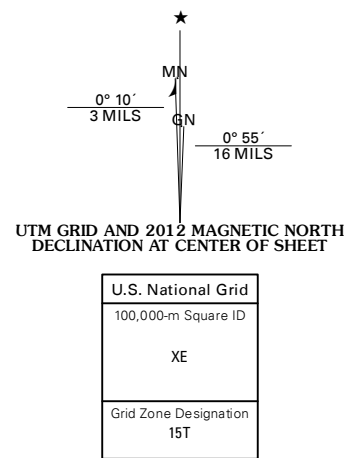 ★
MN
0° 10´
3 MILS
GN
0° 55´
16 MILS
UTM GRID AND 2012 MAGNETIC NORTH
DECLINATION AT CENTER OF SHEET
U.S. National Grid
100,000-m Square ID
XE
Grid Zone Designation
15T